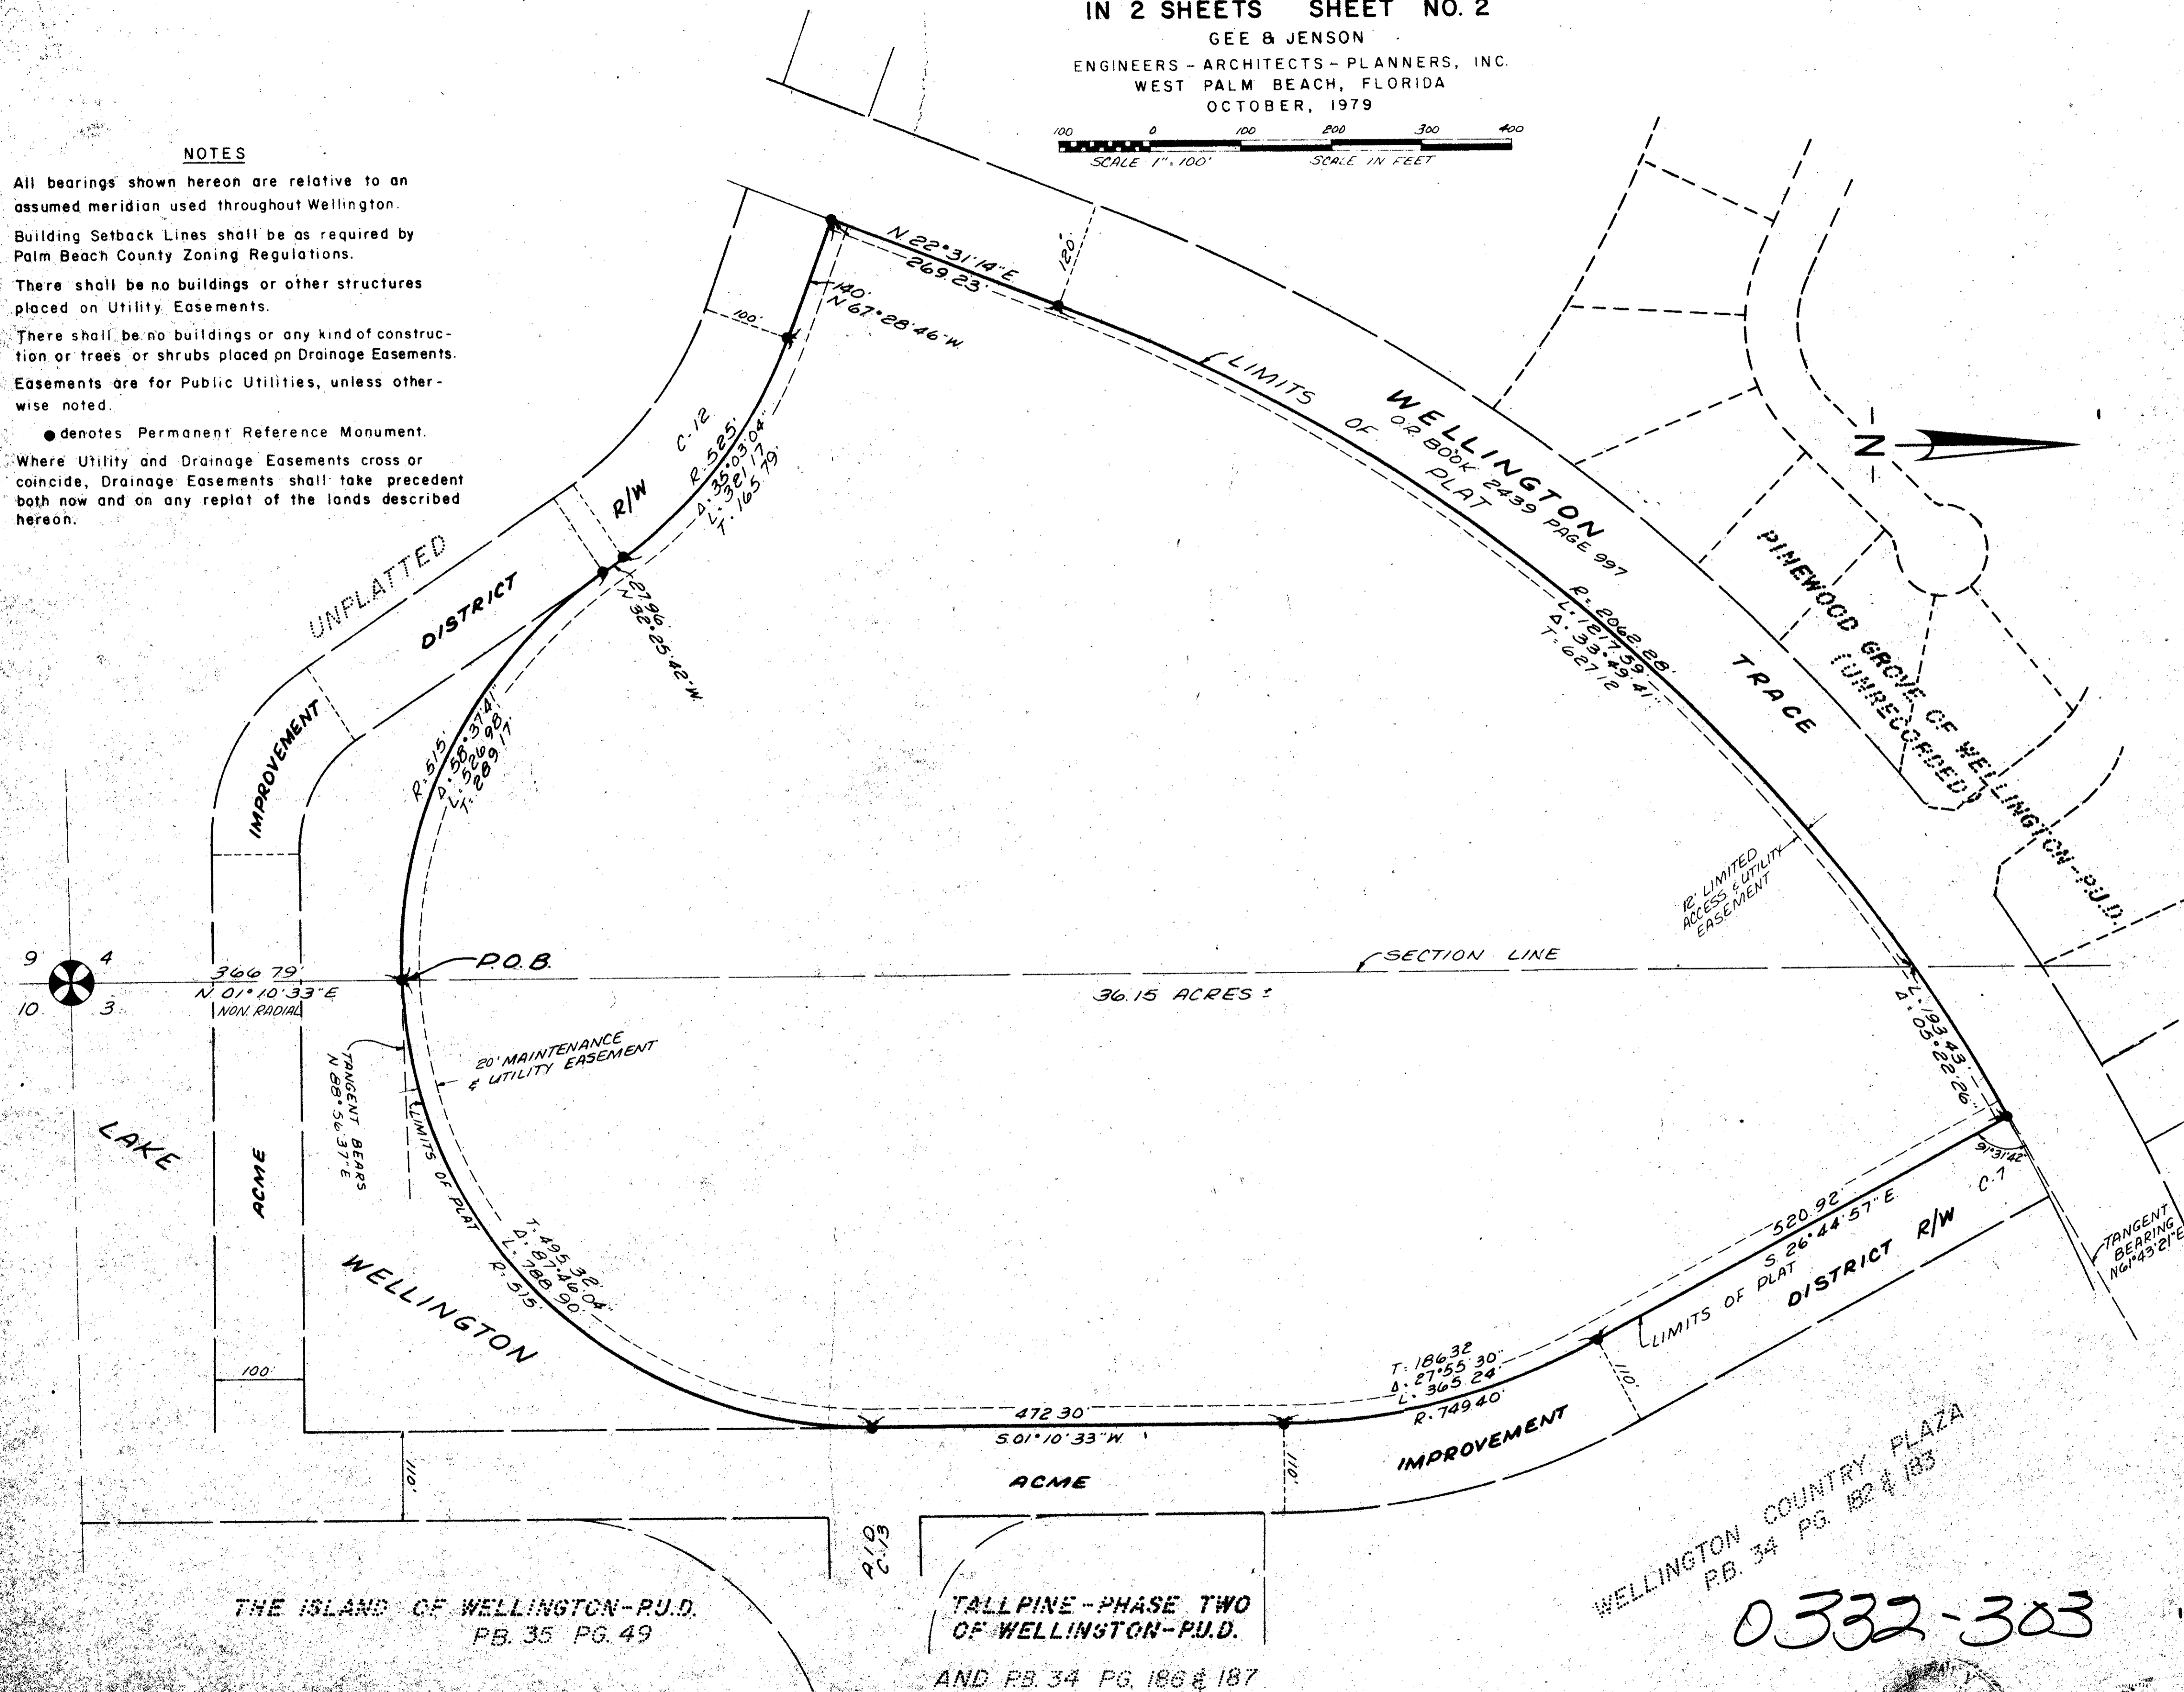 IN 2 SHEETS SHEET NO. 2
GEE & JENSON
ENGINEERS - ARCHITECTS - PLANNERS, INC.
WEST PALM BEACH, FLORIDA
OCTOBER, 1979
100 0 100 200 300 400
SCALE 1"= 100' SCALE IN FEET
NOTES
All bearings shown hereon are relative to an
assumed meridian used throughout Wellington.
Building Setback Lines shall be as required by
Palm Beach County Zoning Regulations.
There shall be no buildings or other structures
placed on Utility Easements.
There shall be no buildings or any kind of construc-
tion or trees or shrubs placed on Drainage Easements.
Easements are for Public Utilities, unless other-
wise noted.
● denotes Permanent Reference Monument.
Where Utility and Drainage Easements cross or
coincide, Drainage Easements shall take precedent
both now and on any replat of the lands described
hereon.
N 22°31'14"E
269.23'
120'
140'
N 67°28'46"W
100'
LIMITS
OF
PLAT
WELLINGTON
O.R. BOOK 2439 PAGE 997
TRACE
N
C-12
R/W
R=525'
Δ=35°03'04"
L=321.17'
T=165.79'
UNPLATTED
DISTRICT
27.96'
N 32°25'42"W
R=2062.28'
L=1217.59'
Δ=33°49'41"
T=627.12
PINEWOOD GROVE OF WELLINGTON-P.U.D.
(UNRECORDED)
IMPROVEMENT
R=515'
Δ=58°37'41"
L=526.98'
T=289.17'
12' LIMITED
ACCESS & UTILITY
EASEMENT
9 4
10 3
366.79'
N 01°10'33"E
NON RADIAL
P.O.B.
SECTION LINE
36.15 ACRES ±
L=193.43'
Δ=05°22'26"
20' MAINTENANCE
& UTILITY EASEMENT
TANGENT BEARS
N 88°56'37"E
LIMITS OF PLAT
LAKE
WELLINGTON
ACME
100'
T=495.32'
Δ=87°46'04"
L=788.90'
R=515'
91°31'42"
C-7
520.92'
S 26°44'57"E
LIMITS OF PLAT
DISTRICT R/W
TANGENT
BEARING
N61°43'21"E
472.30'
S.01°10'33"W.
T=186.32
Δ=27°55'30"
L=365.24'
R=749.40'
110'
110'
110'
ACME
IMPROVEMENT
A.I.D.
C-13
WELLINGTON COUNTRY PLAZA
P.B. 34 PG. 182 & 183
THE ISLAND OF WELLINGTON-P.U.D.
P.B. 35 PG. 49
TALLPINE-PHASE TWO
OF WELLINGTON-P.U.D.
AND P.B. 34 PG. 186 & 187
0332-303